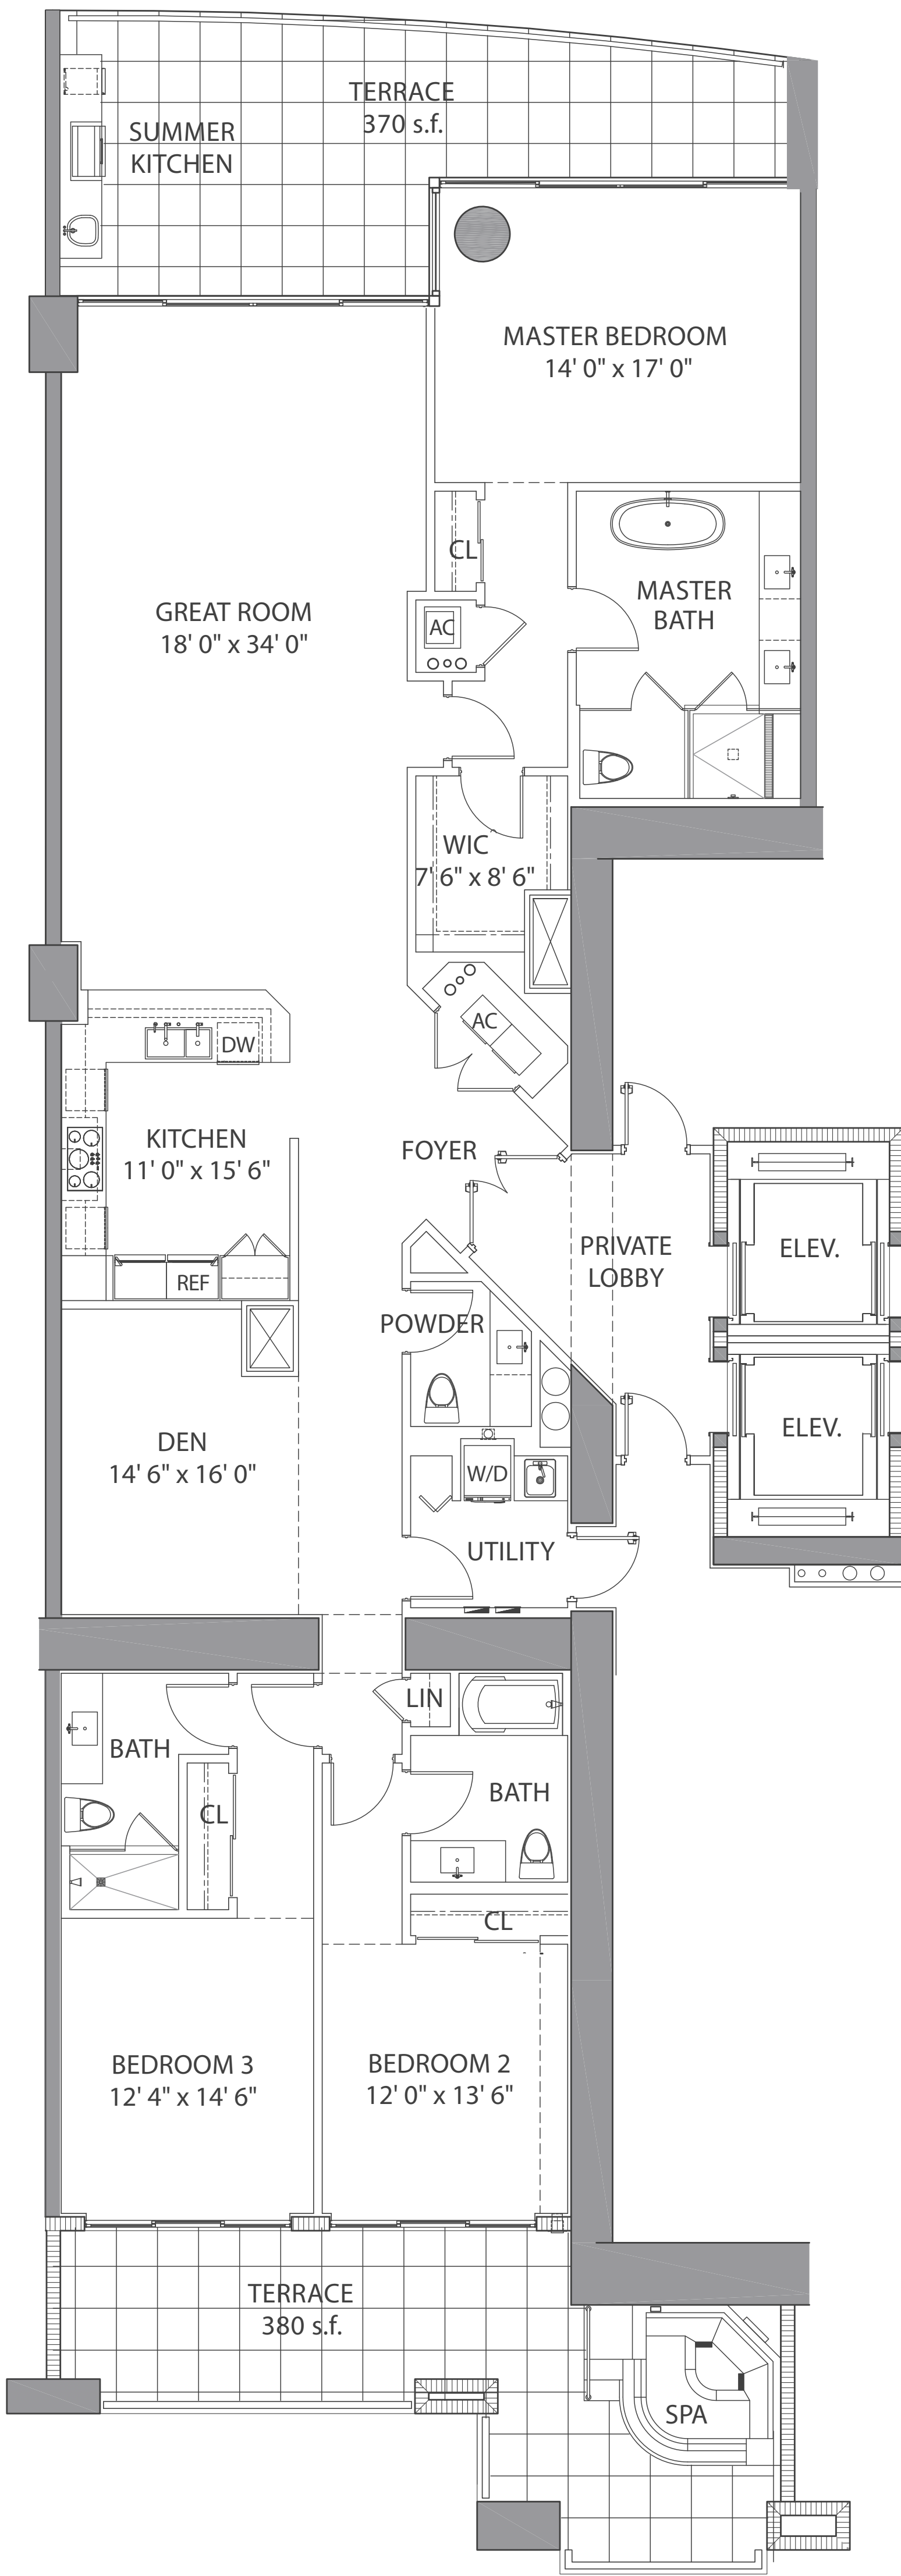 TERRACE
370 s.f.
SUMMER
KITCHEN
MASTER BEDROOM
14' 0" x 17' 0"
CL
MASTER
BATH
GREAT ROOM
18' 0" x 34' 0"
AC
WIC
7' 6" x 8' 6"
AC
DW
KITCHEN
11' 0" x 15' 6"
FOYER
REF
PRIVATE
LOBBY
ELEV.
POWDER
ELEV.
DEN
14' 6" x 16' 0"
W/D
UTILITY
LIN
BATH
BATH
CL
CL
BEDROOM 3
12' 4" x 14' 6"
BEDROOM 2
12' 0" x 13' 6"
TERRACE
380 s.f.
SPA